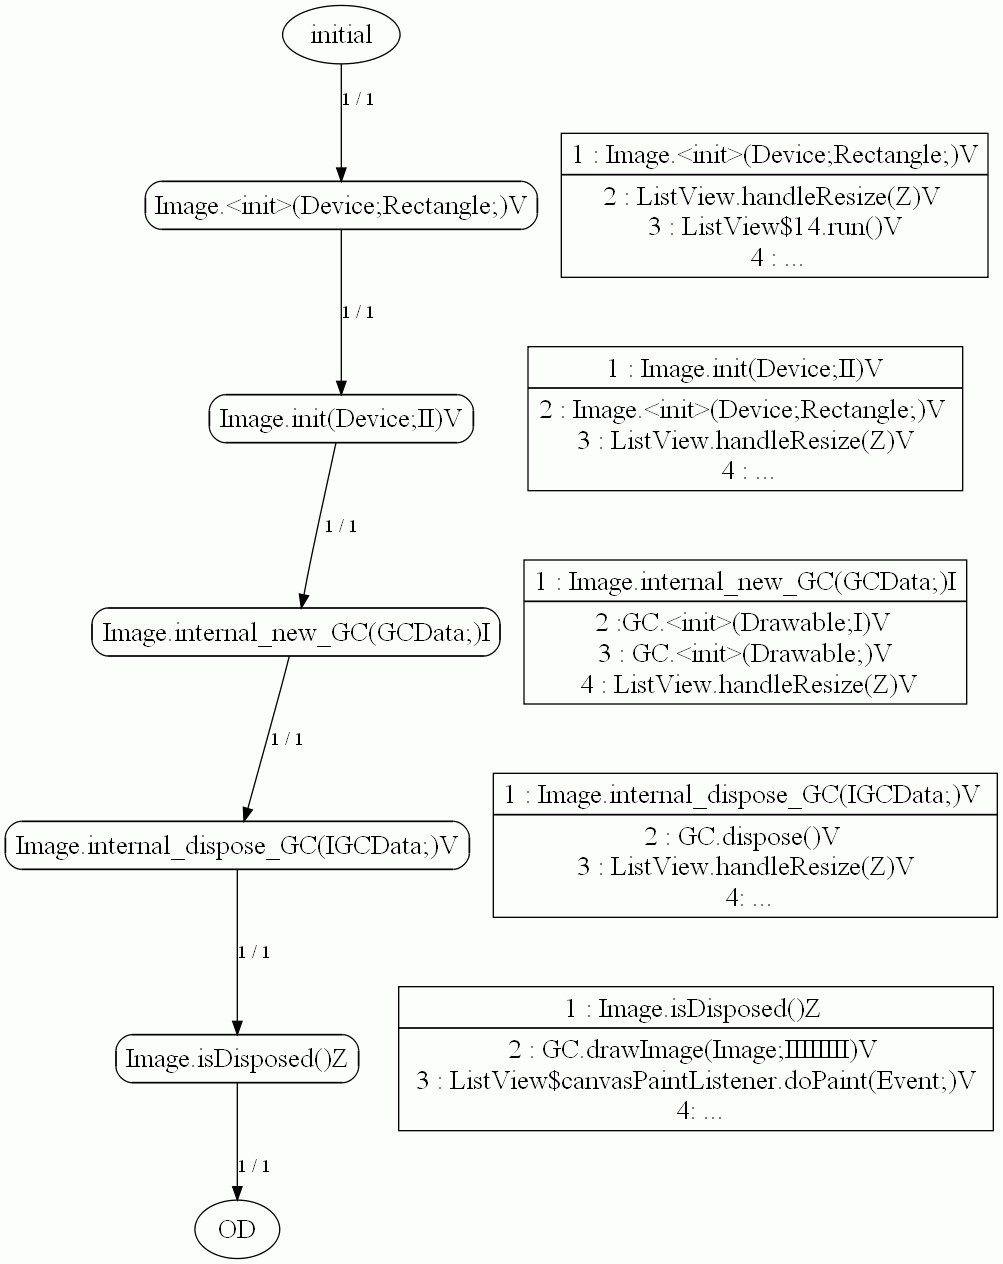 initial
1 / 1
1 : Image.<init>(Device;Rectangle;)V
Image.<init>(Device;Rectangle;)V
2 : ListView.handleResize(Z)V
3 : ListView$14.run()V
4 : ...
1 / 1
1 : Image.init(Device;II)V
Image.init(Device;II)V
2 : Image.<init>(Device;Rectangle;)V
3 : ListView.handleResize(Z)V
4 : ...
1 / 1
1 : Image.internal_new_GC(GCData;)I
Image.internal_new_GC(GCData;)I
2 :GC.<init>(Drawable;I)V
3 : GC.<init>(Drawable;)V
4 : ListView.handleResize(Z)V
1 / 1
1 : Image.internal_dispose_GC(IGCData;)V
Image.internal_dispose_GC(IGCData;)V
2 : GC.dispose()V
3 : ListView.handleResize(Z)V
4: ...
1 / 1
1 : Image.isDisposed()Z
Image.isDisposed()Z
2 : GC.drawImage(Image;IIIIIIII)V
3 : ListView$canvasPaintListener.doPaint(Event;)V
4: ...
1 / 1
OD